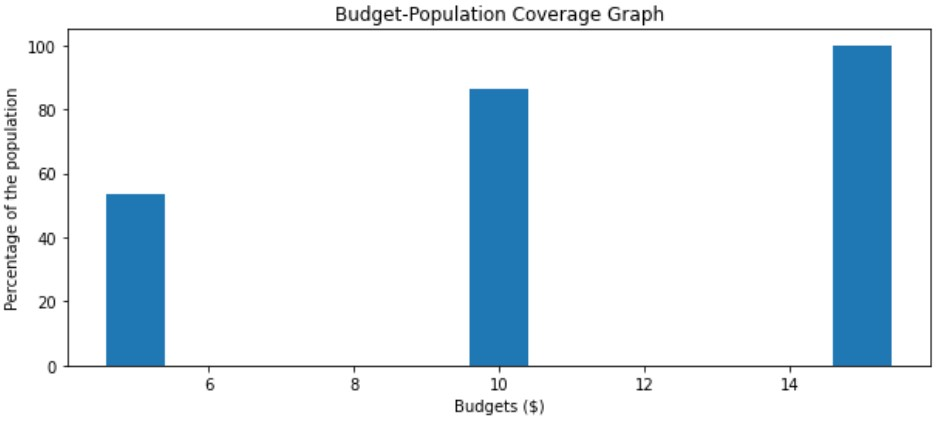 Budget-Population Coverage Graph
Percentage of the population
100
80
60
40
20
0
6 8 10 12 14
Budgets ($)